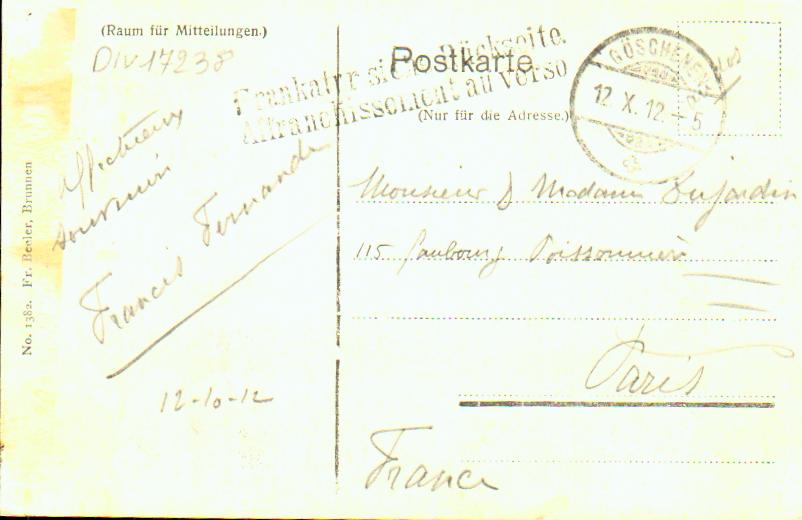 (Raum für Mitteilungen.)
DIV 17238
Postkarte
Frankatur siehe Rückseite.
Affranchissement au verso
(Nur für die Adresse.)
GÖSCHENEN
12. X. 12. – 5
Affectueux
souvenir
Francis Fernande
12-10-12
Monsieur & Madame Dujardin
115 faubourg Poissonnière
Paris
France
No. 1382. Fr. Beeler, Brunnen